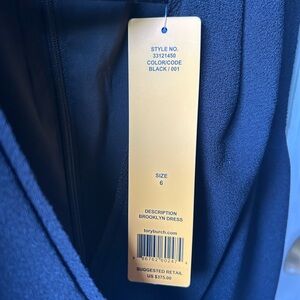 STYLE NO.
33121450
COLOR/CODE
BLACK / 001
SIZE
6
DESCRIPTION
BROOKLYN DRESS
toryburch.com
SUGGESTED RETAIL
US $375.00